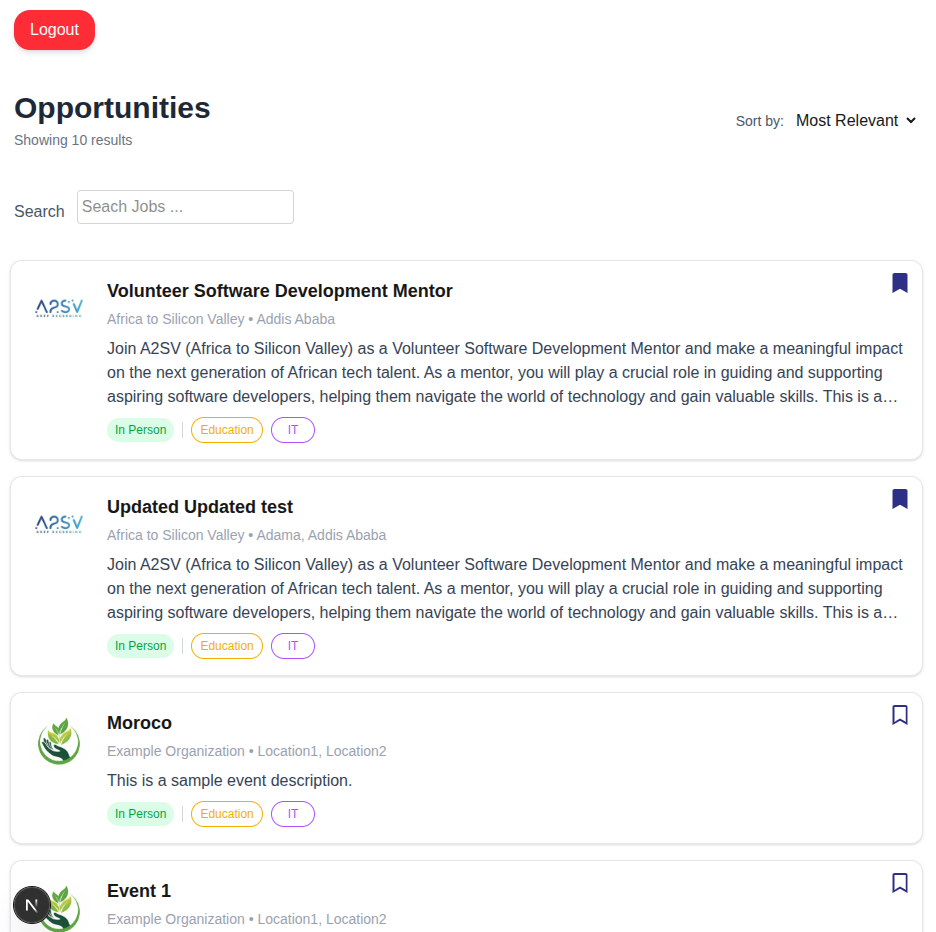 Logout
Opportunities
Showing 10 results
Sort by: Most Relevant
Search Seach Jobs ...
A2SV
Volunteer Software Development Mentor
Africa to Silicon Valley • Addis Ababa
Join A2SV (Africa to Silicon Valley) as a Volunteer Software Development Mentor and make a meaningful impact
on the next generation of African tech talent. As a mentor, you will play a crucial role in guiding and supporting
aspiring software developers, helping them navigate the world of technology and gain valuable skills. This is a…
In Person Education IT
A2SV
Updated Updated test
Africa to Silicon Valley • Adama, Addis Ababa
Join A2SV (Africa to Silicon Valley) as a Volunteer Software Development Mentor and make a meaningful impact
on the next generation of African tech talent. As a mentor, you will play a crucial role in guiding and supporting
aspiring software developers, helping them navigate the world of technology and gain valuable skills. This is a…
In Person Education IT
Moroco
Example Organization • Location1, Location2
This is a sample event description.
In Person Education IT
Event 1
N
Example Organization • Location1, Location2